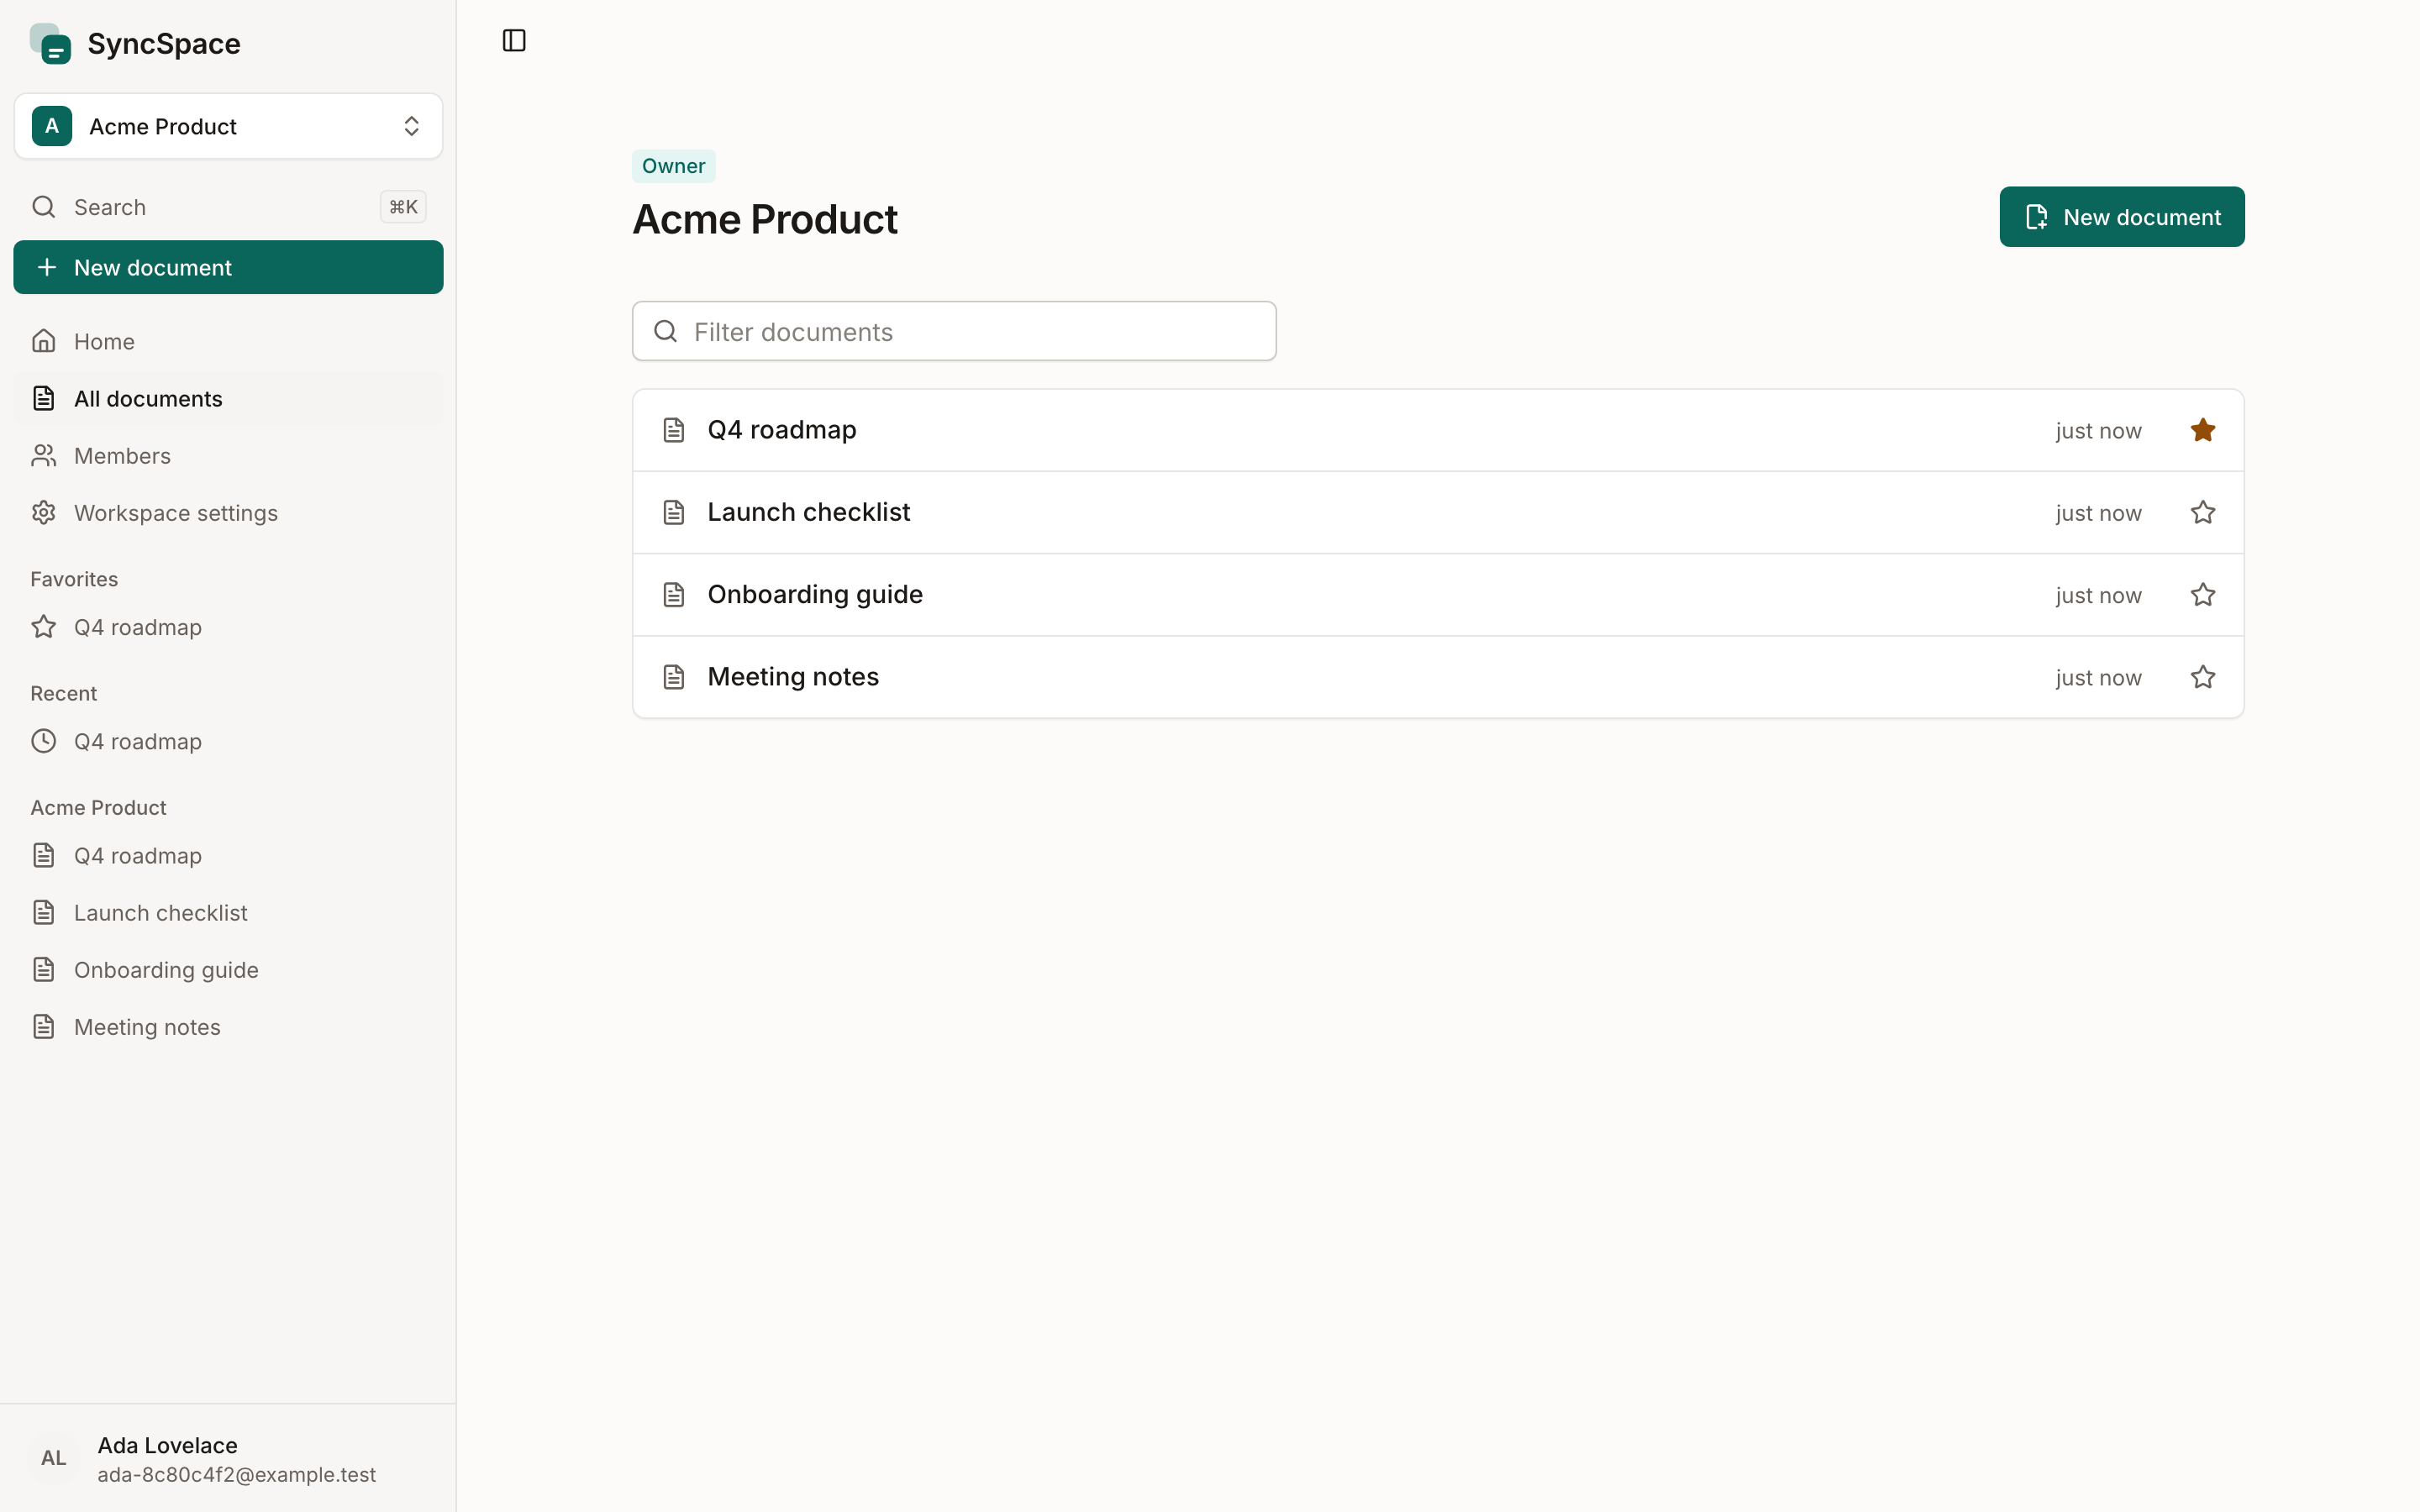 SyncSpace
A Acme Product
Search ⌘K
New document
Home
All documents
Members
Workspace settings
Favorites
Q4 roadmap
Recent
Q4 roadmap
Acme Product
Q4 roadmap
Launch checklist
Onboarding guide
Meeting notes
AL
Ada Lovelace
ada-8c80c4f2@example.test
Owner
Acme Product
New document
Filter documents
Q4 roadmap just now
Launch checklist just now
Onboarding guide just now
Meeting notes just now